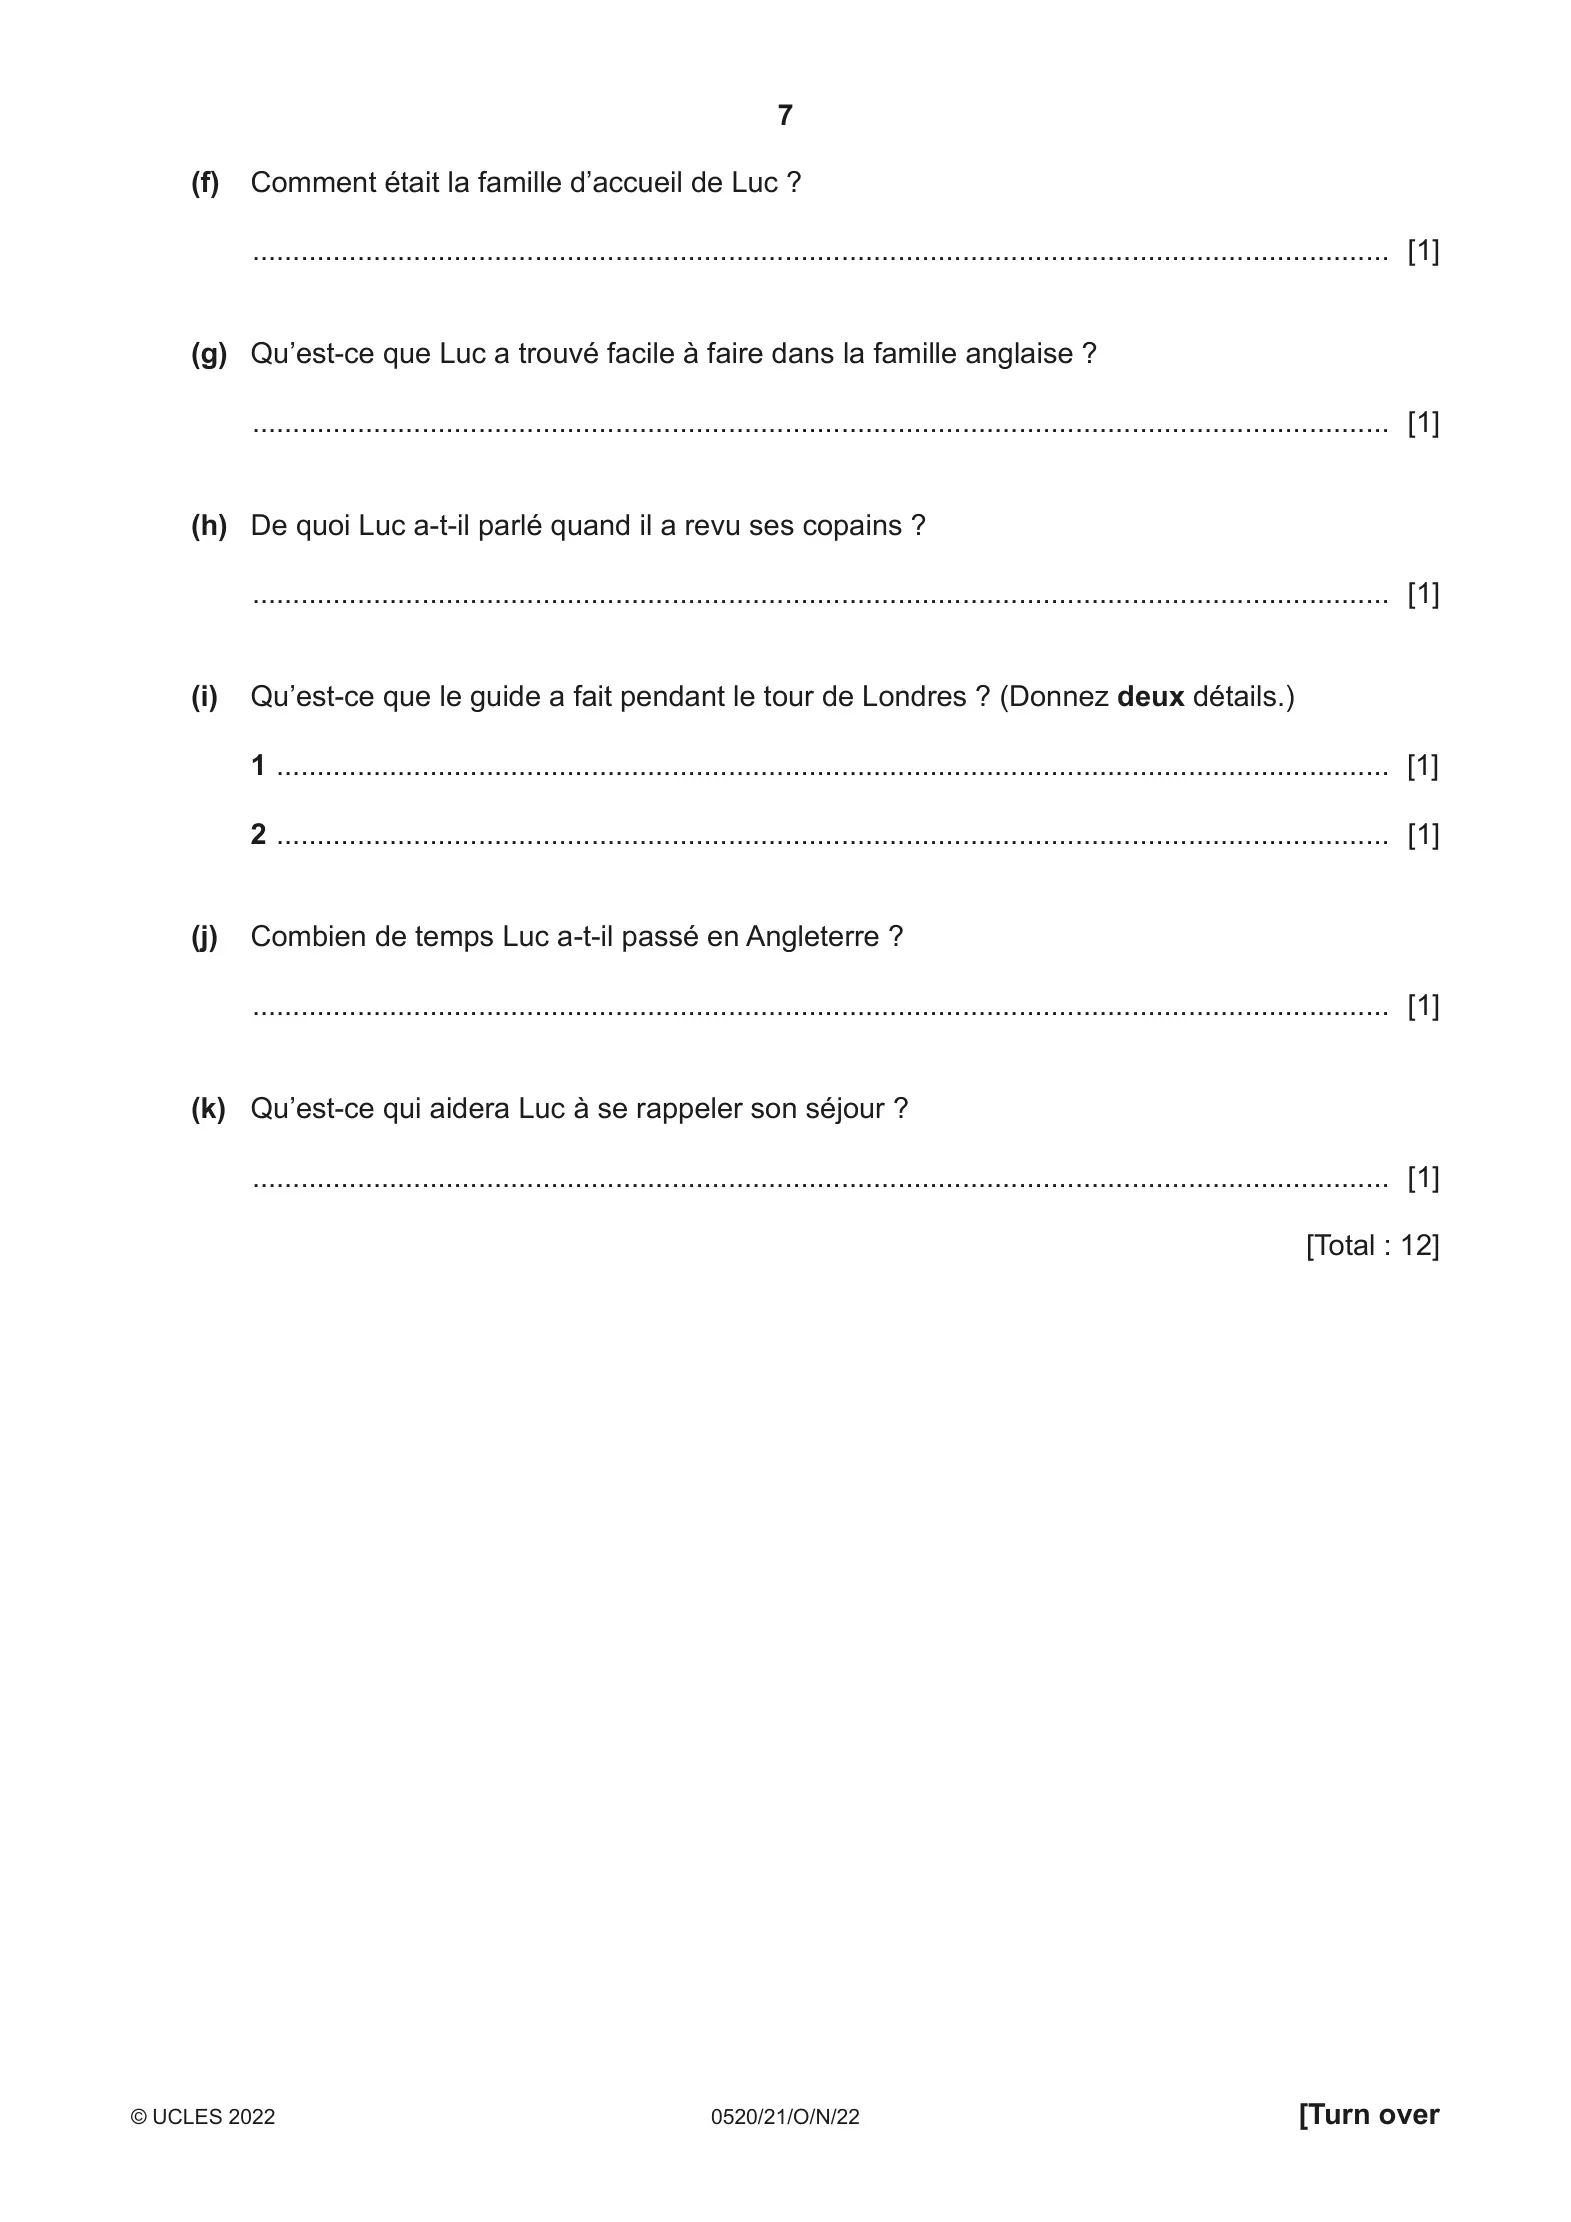 7
(f) Comment était la famille d’accueil de Luc ?
.......................................................................................................................................... [1]
(g) Qu’est-ce que Luc a trouvé facile à faire dans la famille anglaise ?
.......................................................................................................................................... [1]
(h) De quoi Luc a-t-il parlé quand il a revu ses copains ?
.......................................................................................................................................... [1]
(i) Qu’est-ce que le guide a fait pendant le tour de Londres ? (Donnez deux détails.)
1 ....................................................................................................................................... [1]
2 ....................................................................................................................................... [1]
(j) Combien de temps Luc a-t-il passé en Angleterre ?
.......................................................................................................................................... [1]
(k) Qu’est-ce qui aidera Luc à se rappeler son séjour ?
.......................................................................................................................................... [1]
[Total : 12]
© UCLES 2022 0520/21/O/N/22 [Turn over